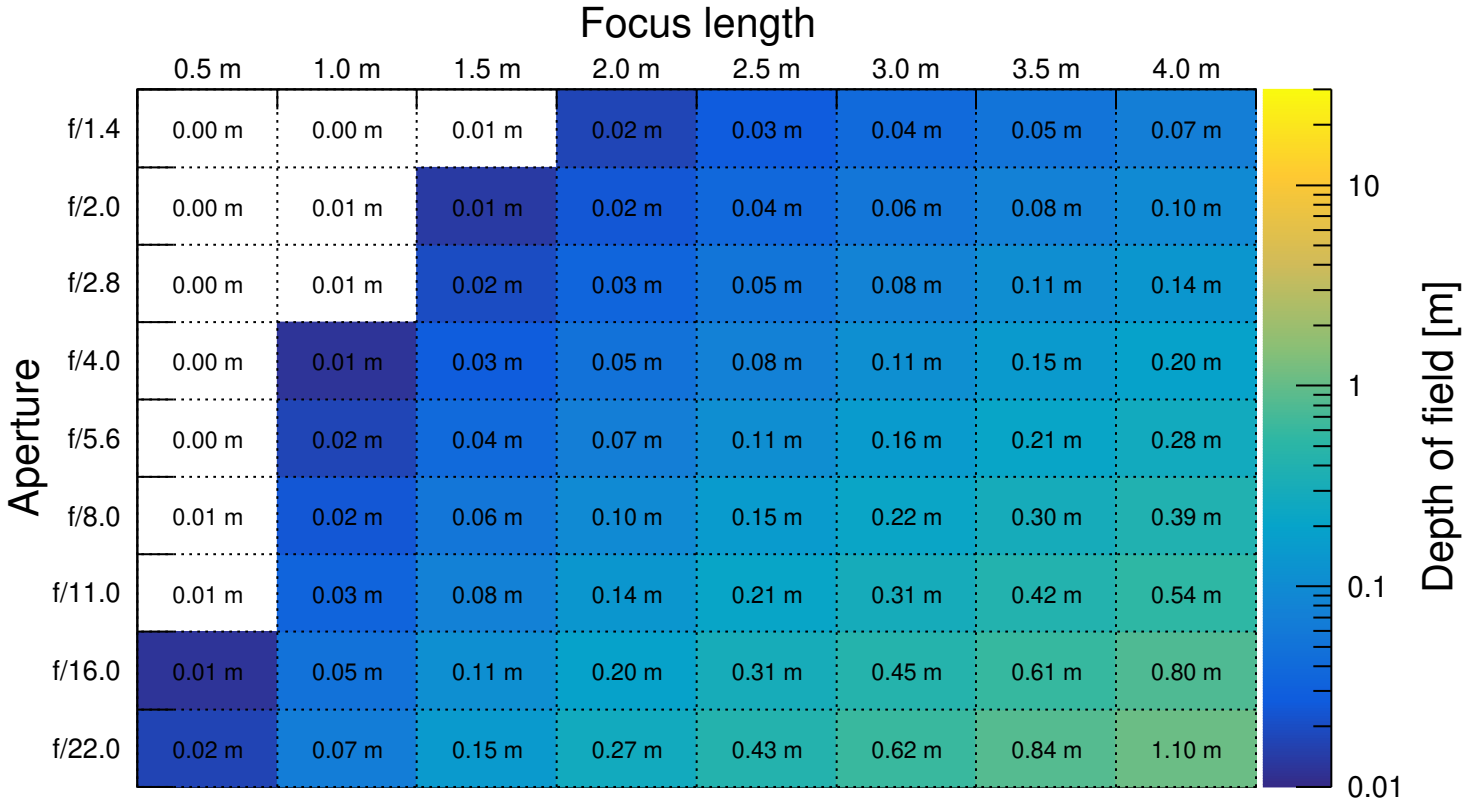 Focus length
0.5 m 1.0 m 1.5 m 2.0 m 2.5 m 3.0 m 3.5 m 4.0 m
f/1.4 0.00 m 0.00 m 0.01 m 0.02 m 0.03 m 0.04 m 0.05 m 0.07 m
f/2.0 0.00 m 0.01 m 0.01 m 0.02 m 0.04 m 0.06 m 0.08 m 0.10 m
f/2.8 0.00 m 0.01 m 0.02 m 0.03 m 0.05 m 0.08 m 0.11 m 0.14 m
f/4.0 0.00 m 0.01 m 0.03 m 0.05 m 0.08 m 0.11 m 0.15 m 0.20 m
f/5.6 0.00 m 0.02 m 0.04 m 0.07 m 0.11 m 0.16 m 0.21 m 0.28 m
f/8.0 0.01 m 0.02 m 0.06 m 0.10 m 0.15 m 0.22 m 0.30 m 0.39 m
f/11.0 0.01 m 0.03 m 0.08 m 0.14 m 0.21 m 0.31 m 0.42 m 0.54 m
f/16.0 0.01 m 0.05 m 0.11 m 0.20 m 0.31 m 0.45 m 0.61 m 0.80 m
f/22.0 0.02 m 0.07 m 0.15 m 0.27 m 0.43 m 0.62 m 0.84 m 1.10 m
Aperture
10
1
0.1
0.01
Depth of field [m]